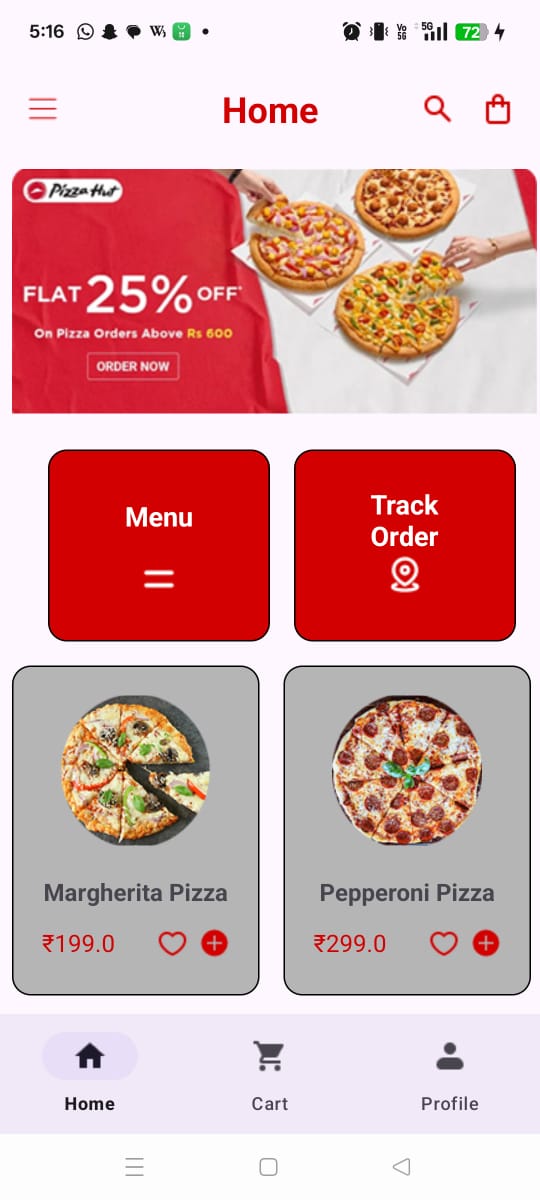 5:16
Vo 5G
5G
72
Home
Pizza Hut
FLAT 25% OFF*
On Pizza Orders Above Rs 600
ORDER NOW
Menu
Track
Order
Margherita Pizza
Pepperoni Pizza
₹199.0
₹299.0
Home
Cart
Profile